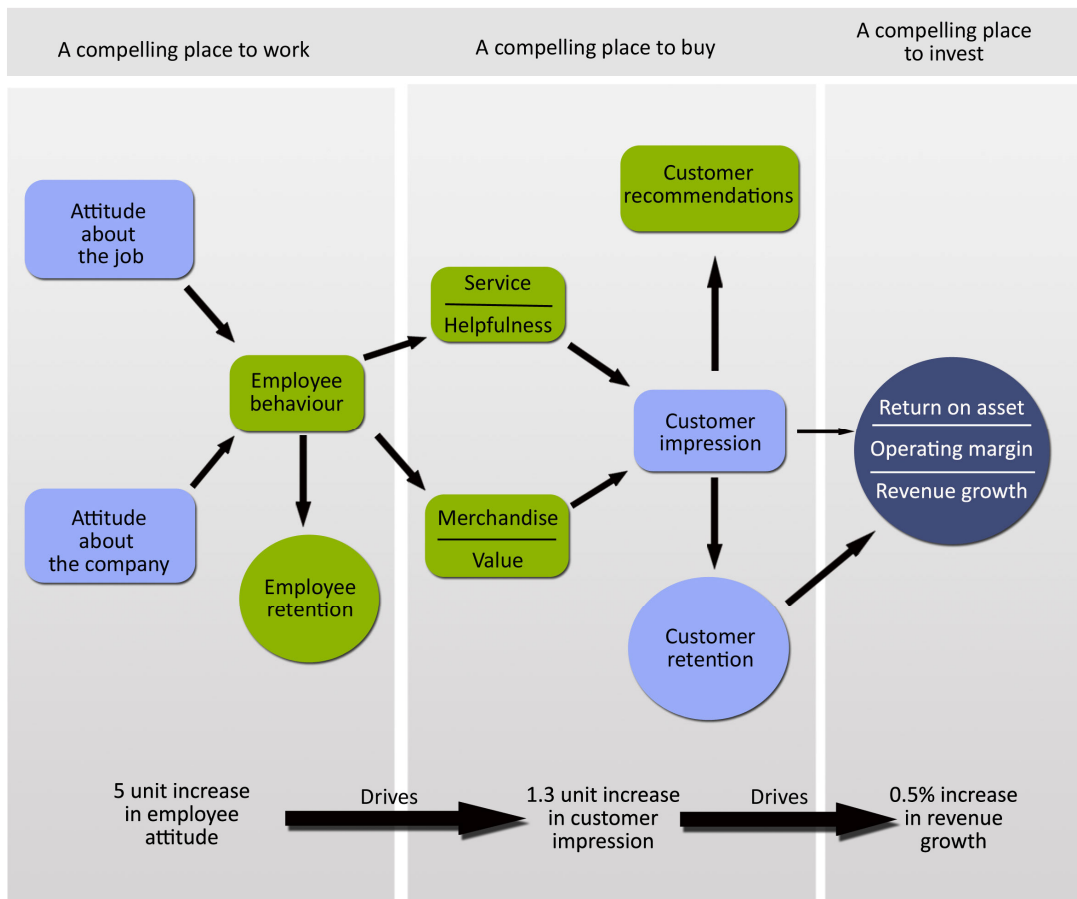 A compelling place to work
A compelling place to buy
A compelling place
to invest
Attitude
about
the job
Attitude
about
the company
Employee
behaviour
Employee
retention
Service
Helpfulness
Merchandise
Value
Customer
recommendations
Customer
impression
Customer
retention
Return on asset
Operating margin
Revenue growth
5 unit increase
in employee
attitude
Drives
1.3 unit increase
in customer
impression
Drives
0.5% increase
in revenue
growth